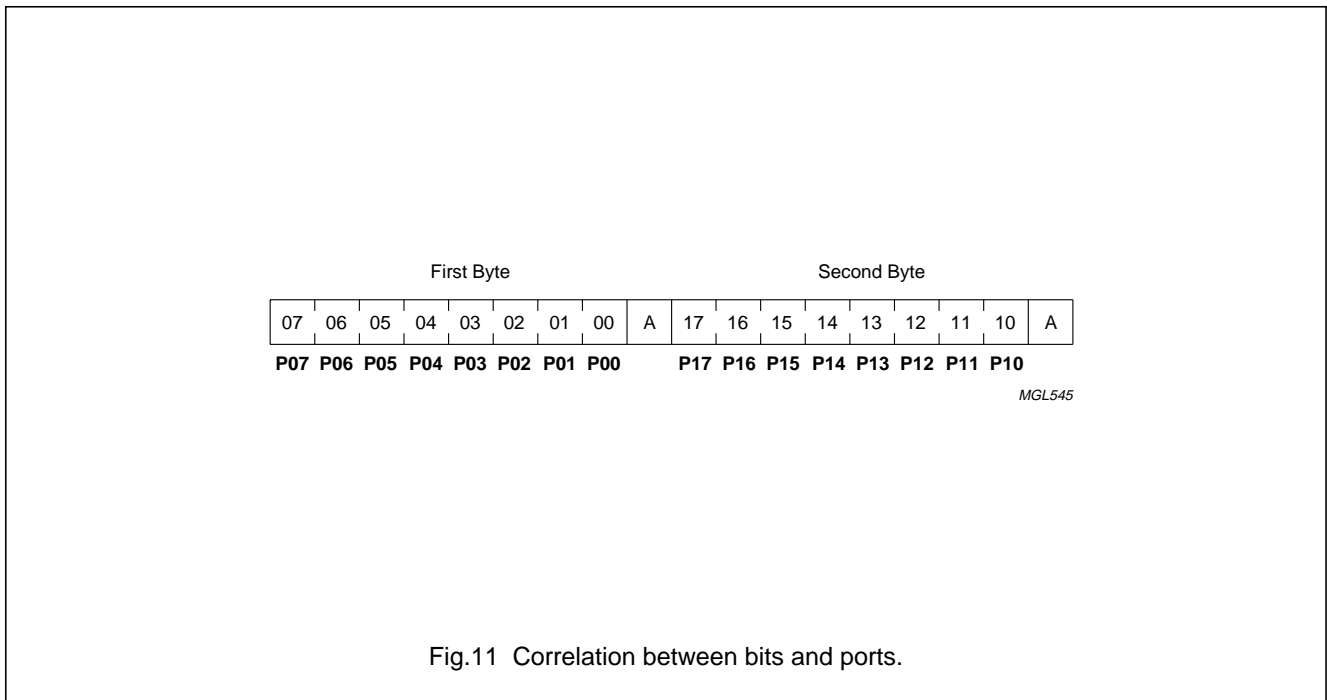 First Byte Second Byte
07 06 05 04 03 02 01 00 A 17 16 15 14 13 12 11 10 A
P07 P06 P05 P04 P03 P02 P01 P00 P17 P16 P15 P14 P13 P12 P11 P10
MGL545
Fig.11 Correlation between bits and ports.